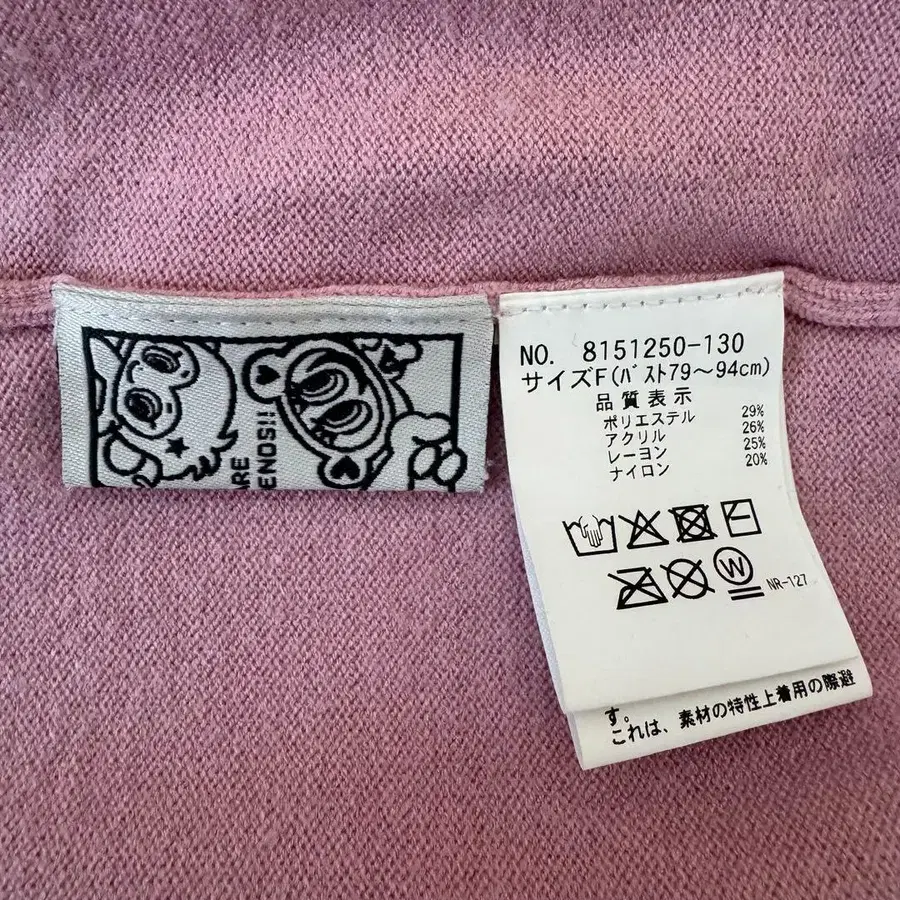 ARE
ENDS!!
NO. 8151250-130
サイズF(バスト79～94cm)
品質表示
ポリエステル 29%
アクリル 26%
レーヨン 25%
ナイロン 20%
W
NR-127
す。
これは、素材の特性上着用の際避